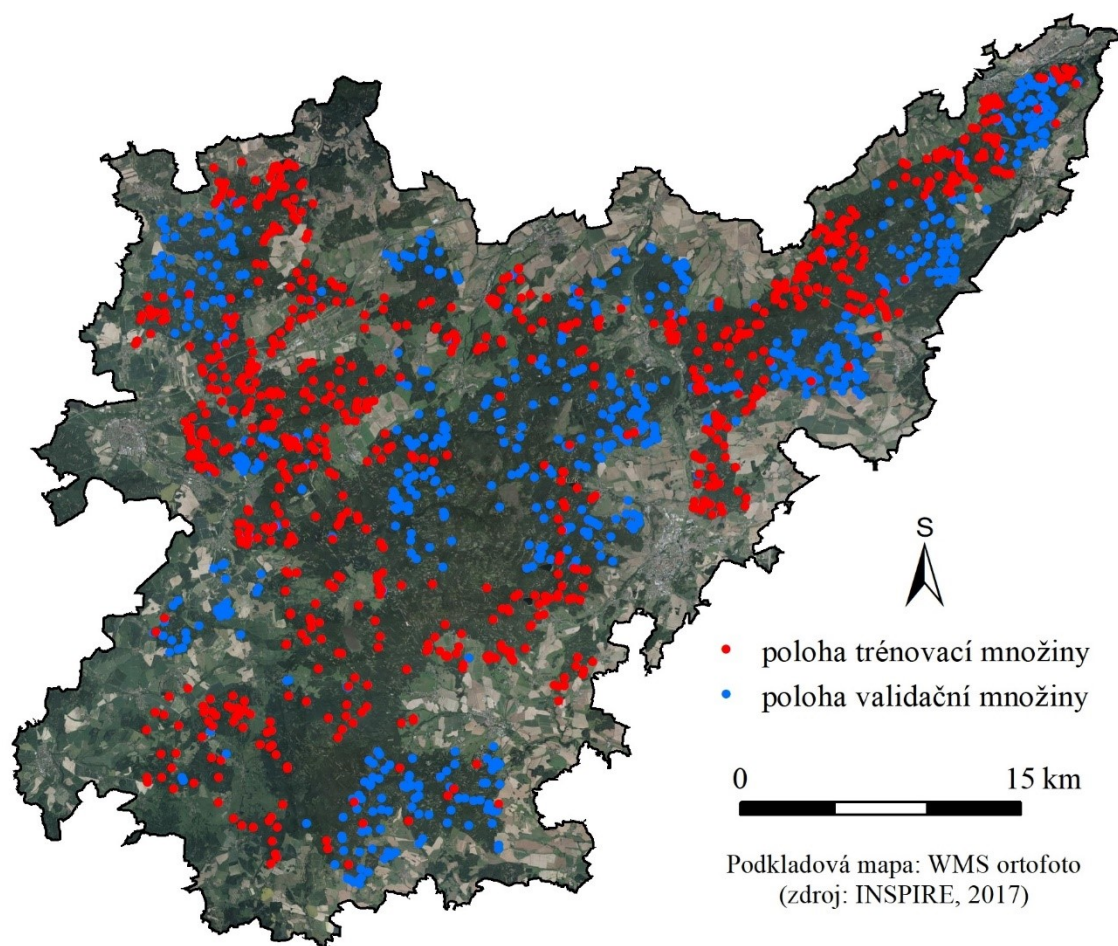 S
poloha trénovací množiny
poloha validační množiny
0 15 km
Podkladová mapa: WMS ortofoto
(zdroj: INSPIRE, 2017)